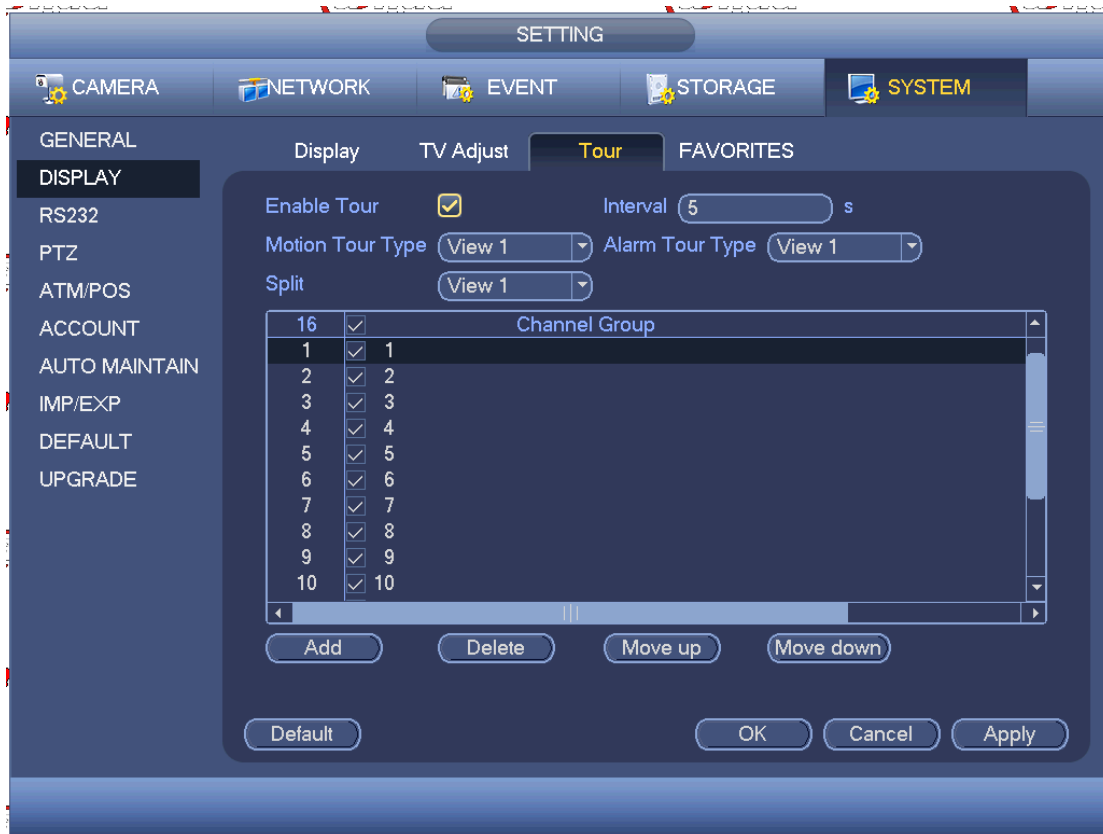 SETTING
CAMERA NETWORK EVENT STORAGE SYSTEM
GENERAL
DISPLAY
RS232
PTZ
ATM/POS
ACCOUNT
AUTO MAINTAIN
IMP/EXP
DEFAULT
UPGRADE
Display TV Adjust Tour FAVORITES
Enable Tour Interval 5 s
Motion Tour Type View 1 Alarm Tour Type View 1
Split View 1
16 Channel Group
1 1
2 2
3 3
4 4
5 5
6 6
7 7
8 8
9 9
10 10
Add Delete Move up Move down
Default OK Cancel Apply